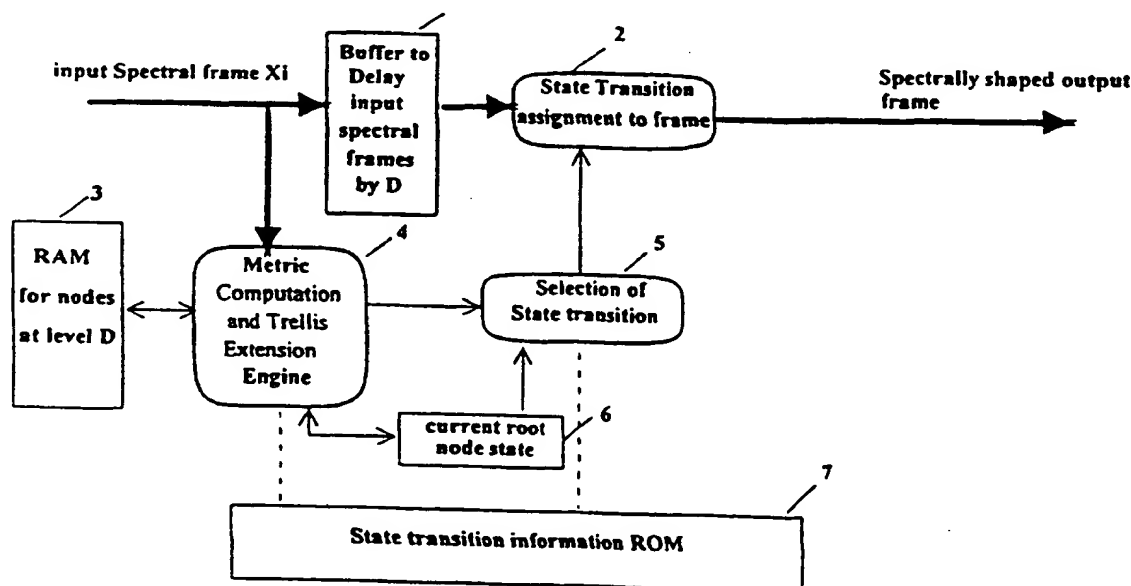 input Spectral frame Xi
Buffer to
Delay
input
spectral
frames
by D
2
State Transition
assignment to frame
Spectrally shaped output
frame
3
RAM
for nodes
at level D
4
Metric
Computation
and Trellis
Extension
Engine
5
Selection of
State transition
6
current root
node state
7
State transition information ROM